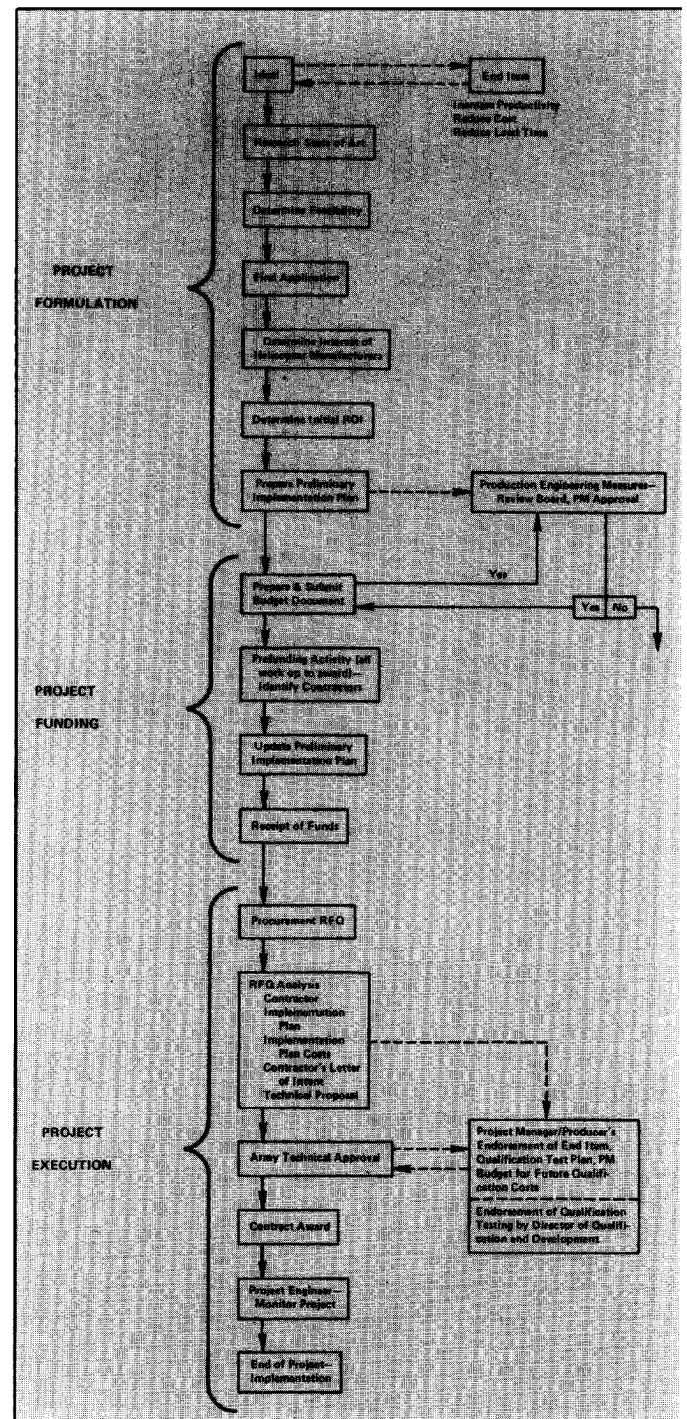 PROJECT
FORMULATION
Idea!
End Item
Increase Productivity
Reduce Cost
Reduce Lead Time
Research State of Art
Determine Feasibility
Find Application
Determine Interest of
Helicopter Manufacturers
Determine Initial ROI
Prepare Preliminary
Implementation Plan
Production Engineering Measures—
Review Board, PM Approval
PROJECT
FUNDING
Prepare & Submit
Budget Document
Yes
Yes No
Prefunding Activity (all
work up to award)—
Identify Contractors
Update Preliminary
Implementation Plan
Receipt of Funds
PROJECT
EXECUTION
Procurement RFQ
RFQ Analysis
Contractor
Implementation
Plan
Implementation
Plan Costs
Contractor's Letter
of Intent
Technical Proposal
Army Technical Approval
Project Manager/Producer's
Endorsement of End Item,
Qualification Test Plan, PM
Budget for Future Qualifi-
cation Costs
Endorsement of Qualification
Testing by Director of Qualifi-
cation and Development
Contract Award
Project Engineer—
Monitor Project
End of Project—
Implementation